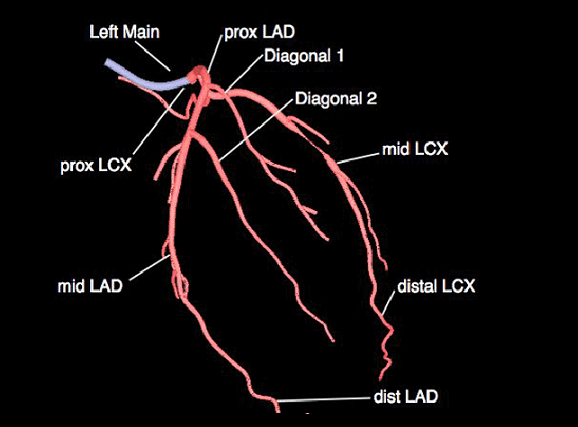 Left Main
prox LAD
Diagonal 1
Diagonal 2
mid LCX
prox LCX
mid LAD
distal LCX
dist LAD